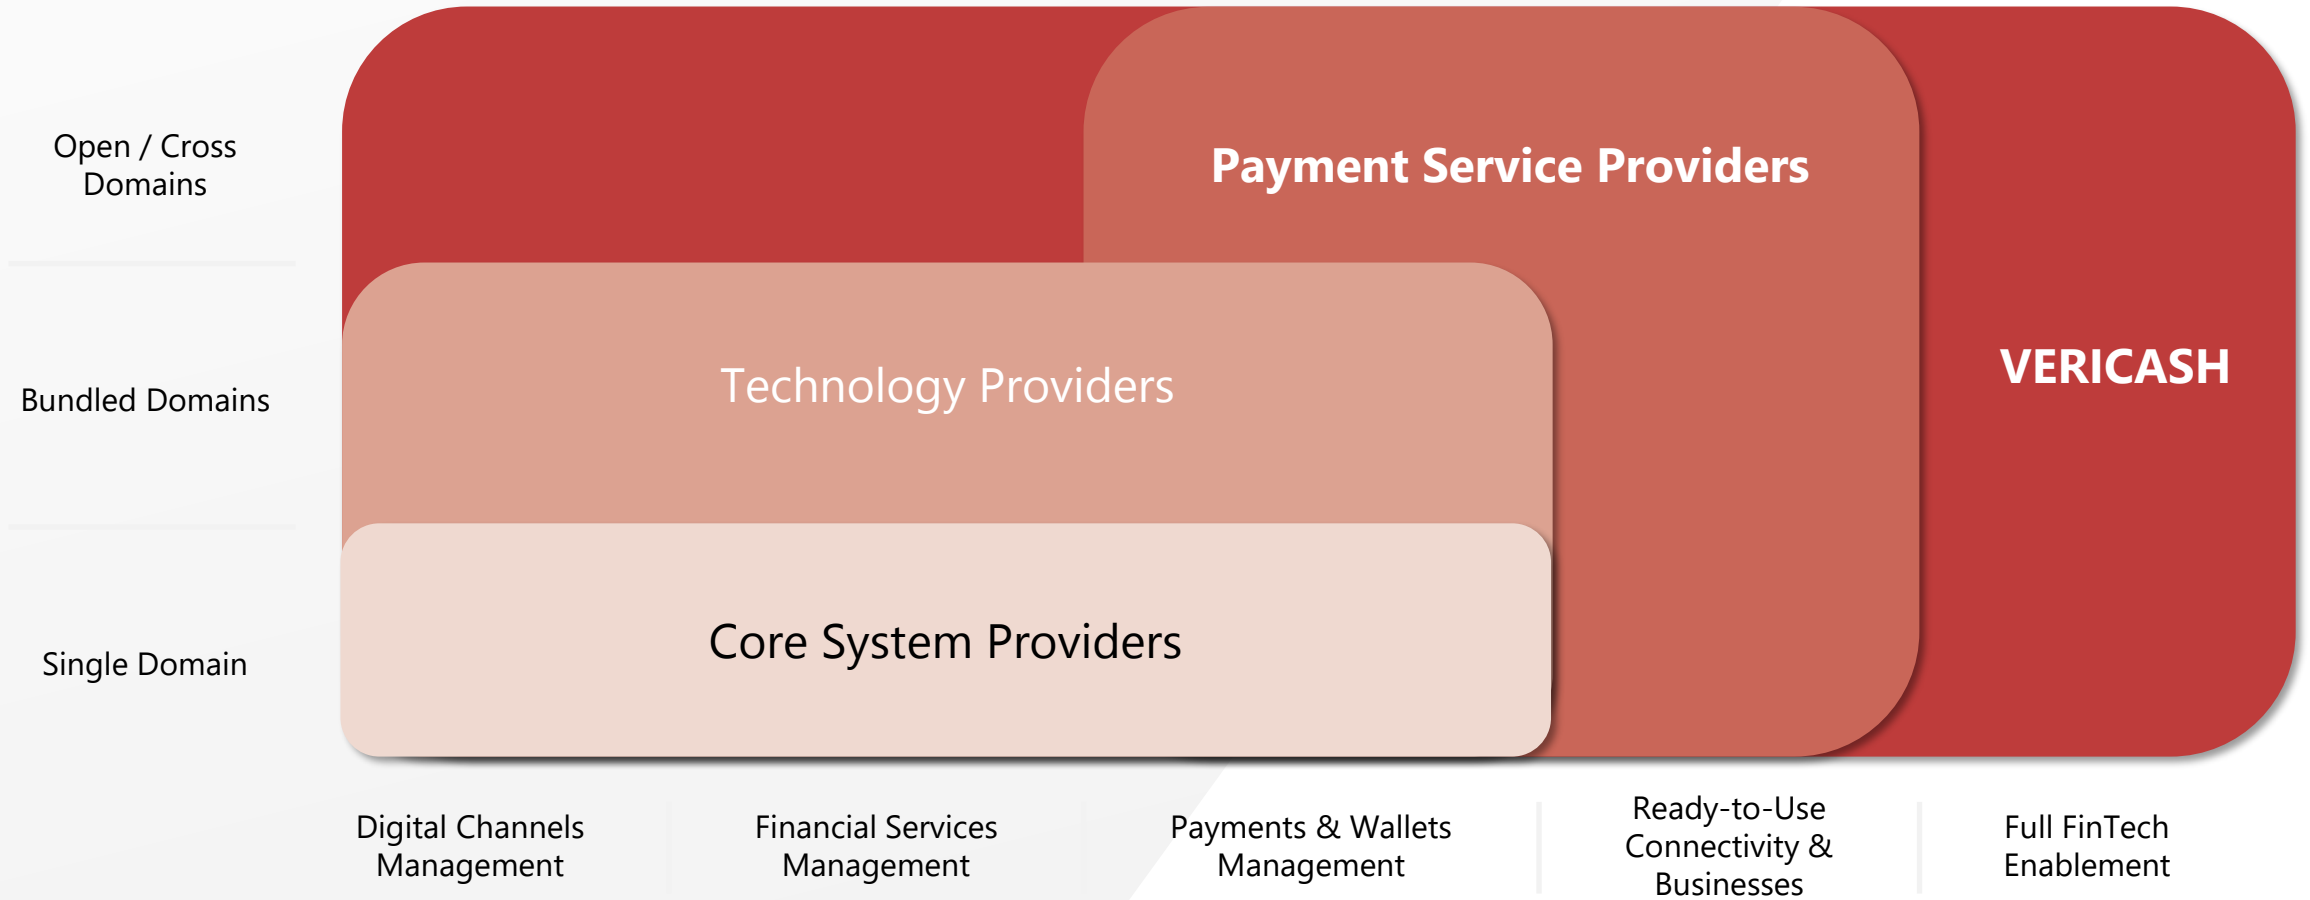 Open / Cross
Domains
Payment Service Providers
Bundled Domains
Technology Providers
VERICASH
Single Domain
Core System Providers
Digital Channels
Management
Financial Services
Management
Payments & Wallets
Management
Ready-to-Use
Connectivity &
Businesses
Full FinTech
Enablement